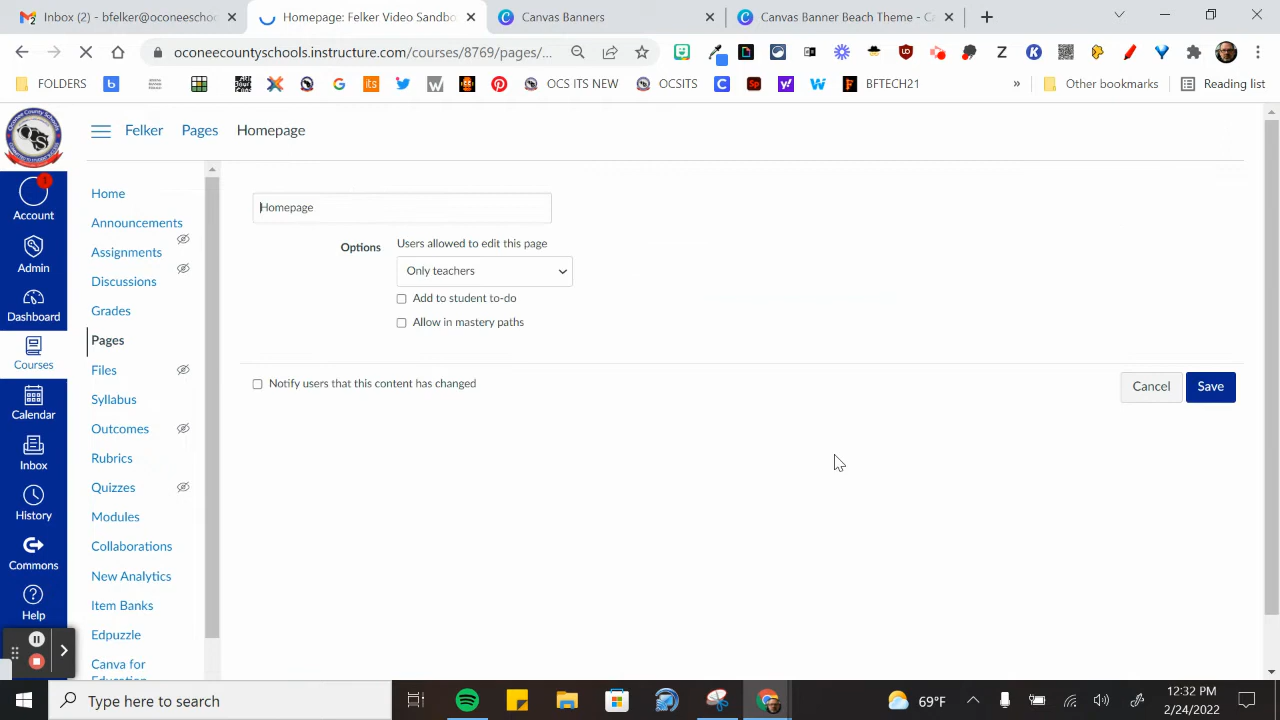 Inbox (2) - bfelker@oconeeschoo
Homepage: Felker Video Sandbo
Canvas Banners
Canvas Banner Beach Theme - Ca
oconeecountyschools.instructure.com/courses/8769/pages/...
FOLDERS
OCS ITS NEW
OCSITS
BFTECH21
»
Other bookmarks
Reading list
Felker
Pages
Homepage
Account
Admin
Dashboard
Courses
Calendar
Inbox
History
Commons
Help
Home
Announcements
Assignments
Discussions
Grades
Pages
Files
Syllabus
Outcomes
Rubrics
Quizzes
Modules
Collaborations
New Analytics
Item Banks
Edpuzzle
Canva for
Homepage
Options
Users allowed to edit this page
Only teachers
Add to student to-do
Allow in mastery paths
Notify users that this content has changed
Cancel
Save
Type here to search
69°F
12:32 PM
2/24/2022